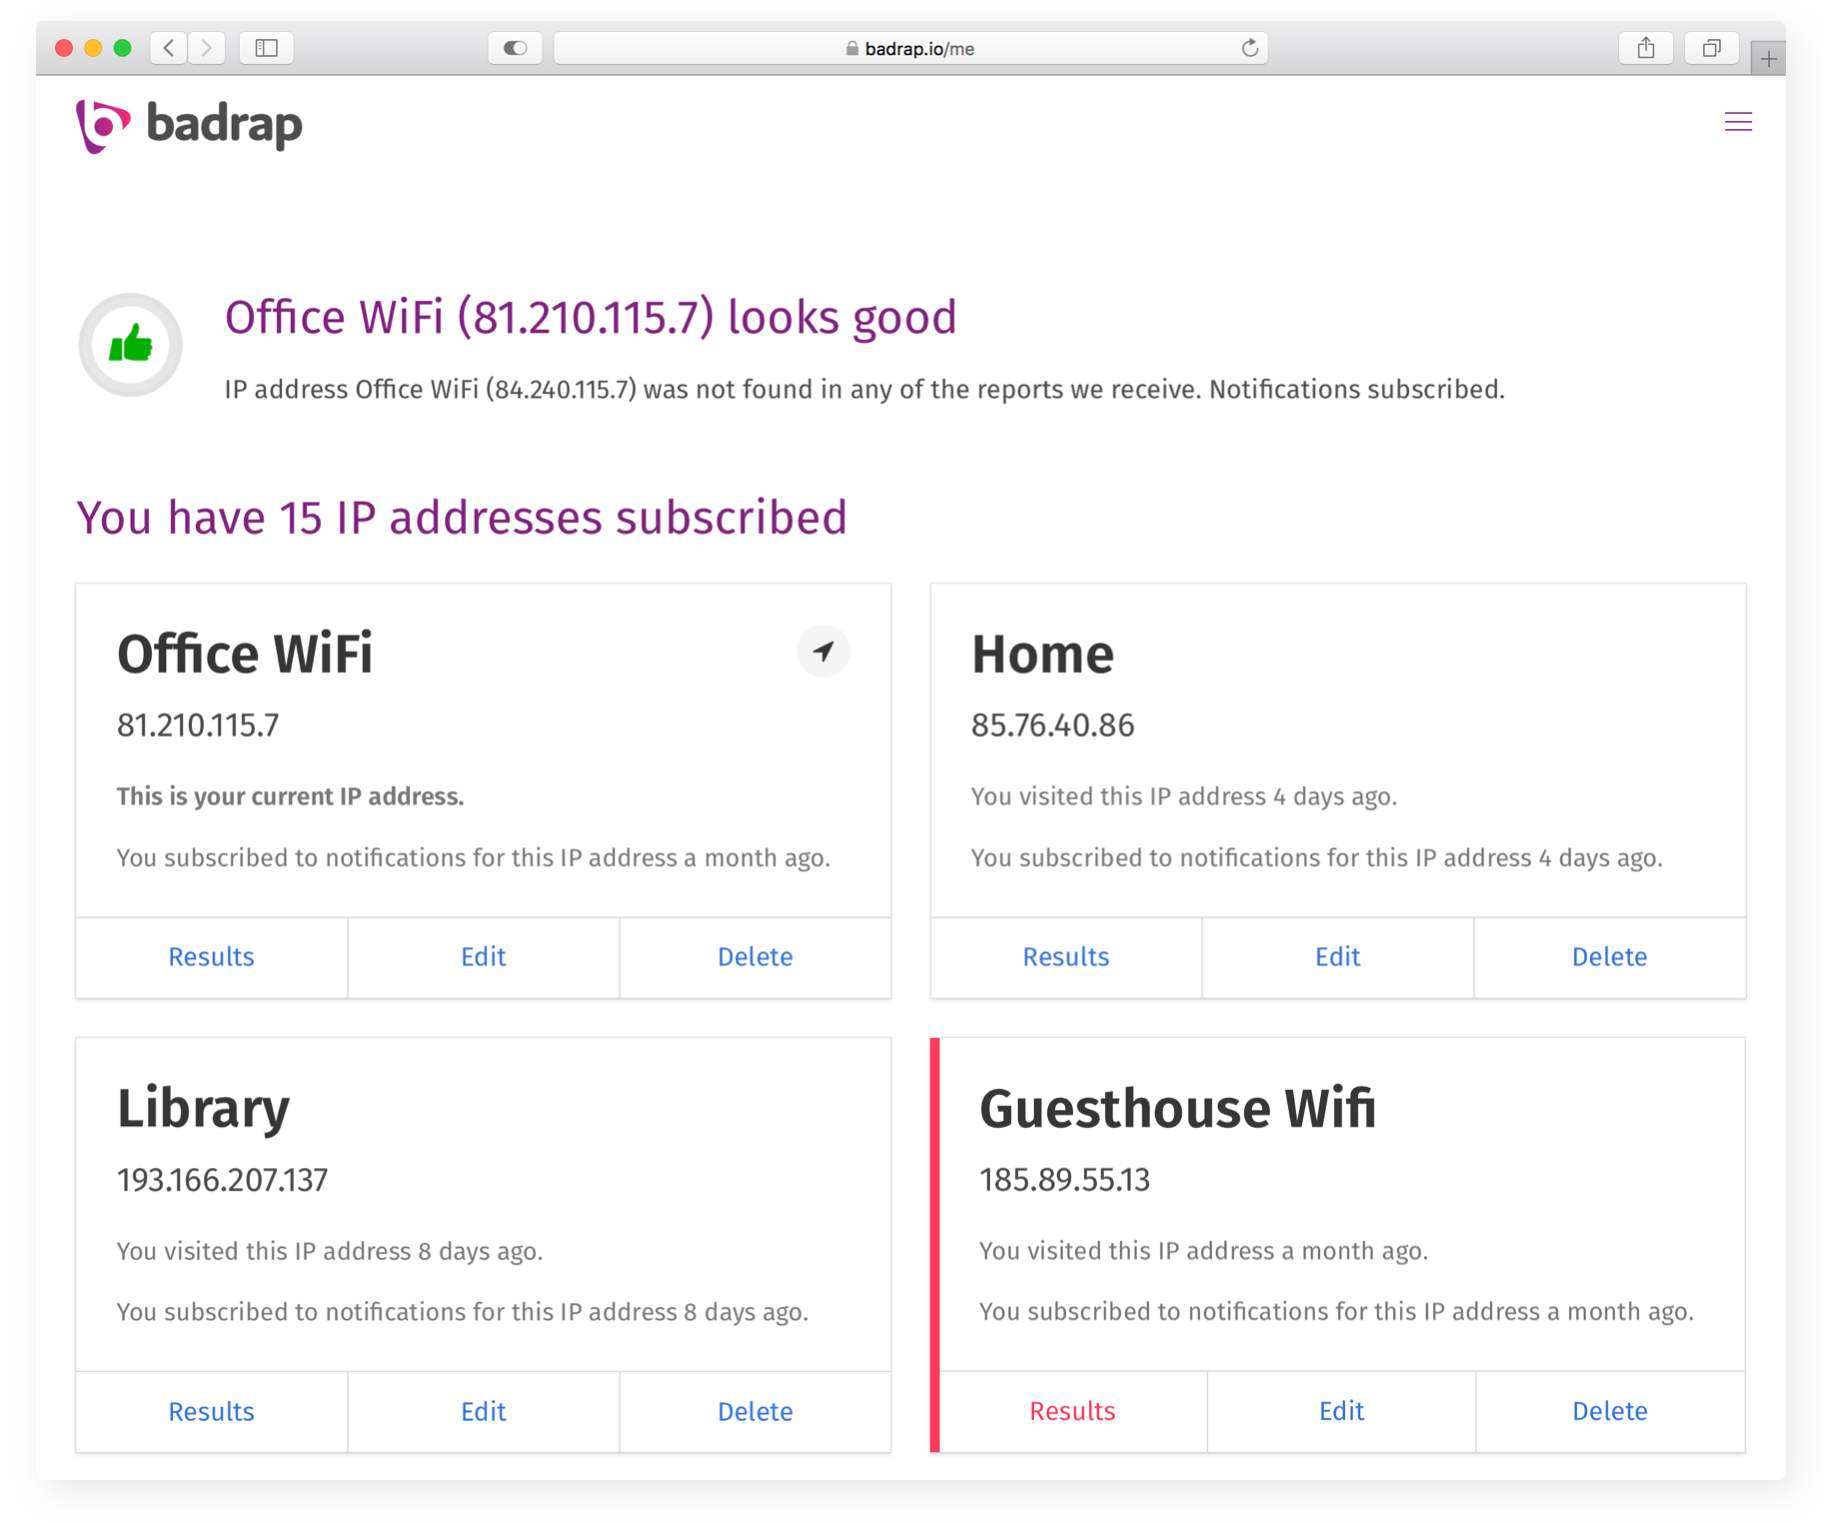 badrap.io/me
badrap
Office WiFi (81.210.115.7) looks good
IP address Office WiFi (84.240.115.7) was not found in any of the reports we receive. Notifications subscribed.
You have 15 IP addresses subscribed
Office WiFi
81.210.115.7
This is your current IP address.
You subscribed to notifications for this IP address a month ago.
Results Edit Delete
Home
85.76.40.86
You visited this IP address 4 days ago.
You subscribed to notifications for this IP address 4 days ago.
Results Edit Delete
Library
193.166.207.137
You visited this IP address 8 days ago.
You subscribed to notifications for this IP address 8 days ago.
Results Edit Delete
Guesthouse Wifi
185.89.55.13
You visited this IP address a month ago.
You subscribed to notifications for this IP address a month ago.
Results Edit Delete